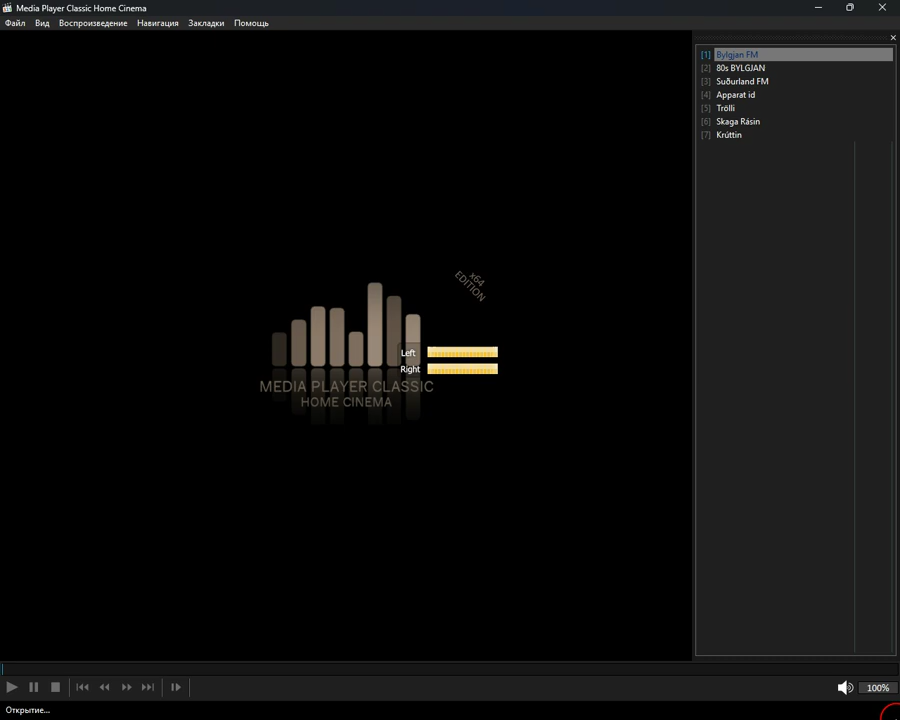 Media Player Classic Home Cinema
Файл Вид Воспроизведение Навигация Закладки Помощь
[1] Bylgjan FM
[2] 80s BYLGJAN
[3] Suðurland FM
[4] Apparat id
[5] Trölli
[6] Skaga Rásin
[7] Krúttin
x64
EDITION
Left
Right
MEDIA PLAYER CLASSIC
HOME CINEMA
100%
Открытие...